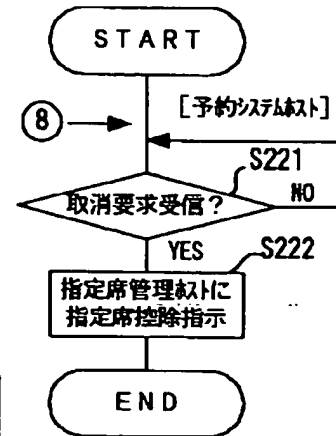 START
[予約システムホスト]
8
S221
取消要求受信?
NO
YES
S222
指定席管理ホストに
指定席控除指示
END